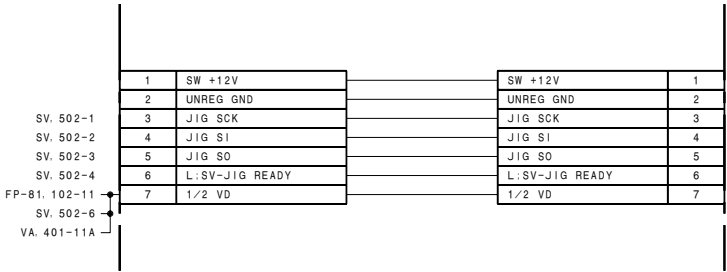 1 SW +12V SW +12V 1
2 UNREG GND UNREG GND 2
SV, 502-1 3 JIG SCK JIG SCK 3
SV, 502-2 4 JIG SI JIG SI 4
SV, 502-3 5 JIG SO JIG SO 5
SV, 502-4 6 L:SV-JIG READY L:SV-JIG READY 6
FP-81, 102-11 7 1/2 VD 1/2 VD 7
SV, 502-6
VA, 401-11A